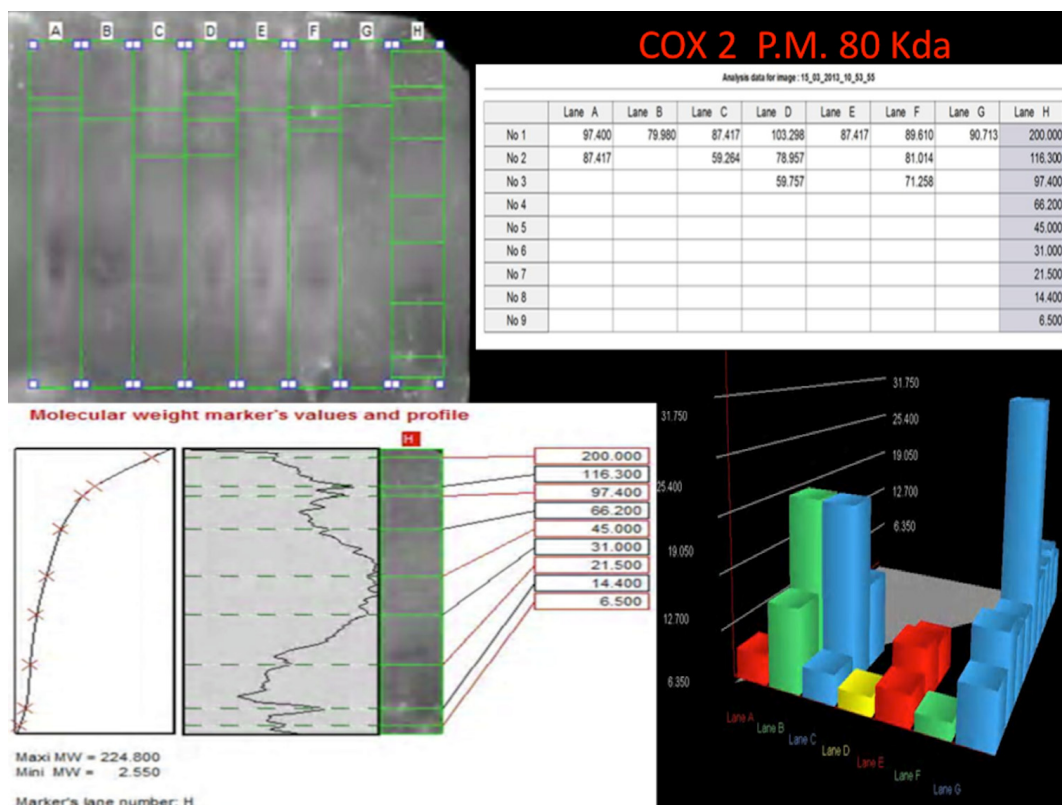 A B C D E F G H
COX 2 P.M. 80 Kda
Analysis data for image : 15_03_2013_10_53_55
Lane A Lane B Lane C Lane D Lane E Lane F Lane G Lane H
No 1 97.400 79.980 87.417 103.298 87.417 89.610 90.713 200.000
No 2 87.417 59.264 78.957 81.014 116.300
No 3 59.757 71.258 97.400
No 4 66.200
No 5 45.000
No 6 31.000
No 7 21.500
No 8 14.400
No 9 6.500
Molecular weight marker's values and profile
H
200.000
116.300
97.400
66.200
45.000
31.000
21.500
14.400
6.500
Maxi MW = 224.800
Mini MW = 2.550
Marker's lane number: H
31.750
25.400
19.050
12.700
6.350
31.750
25.400
19.050
12.700
6.350
Lane A
Lane B
Lane C
Lane D
Lane E
Lane F
Lane G